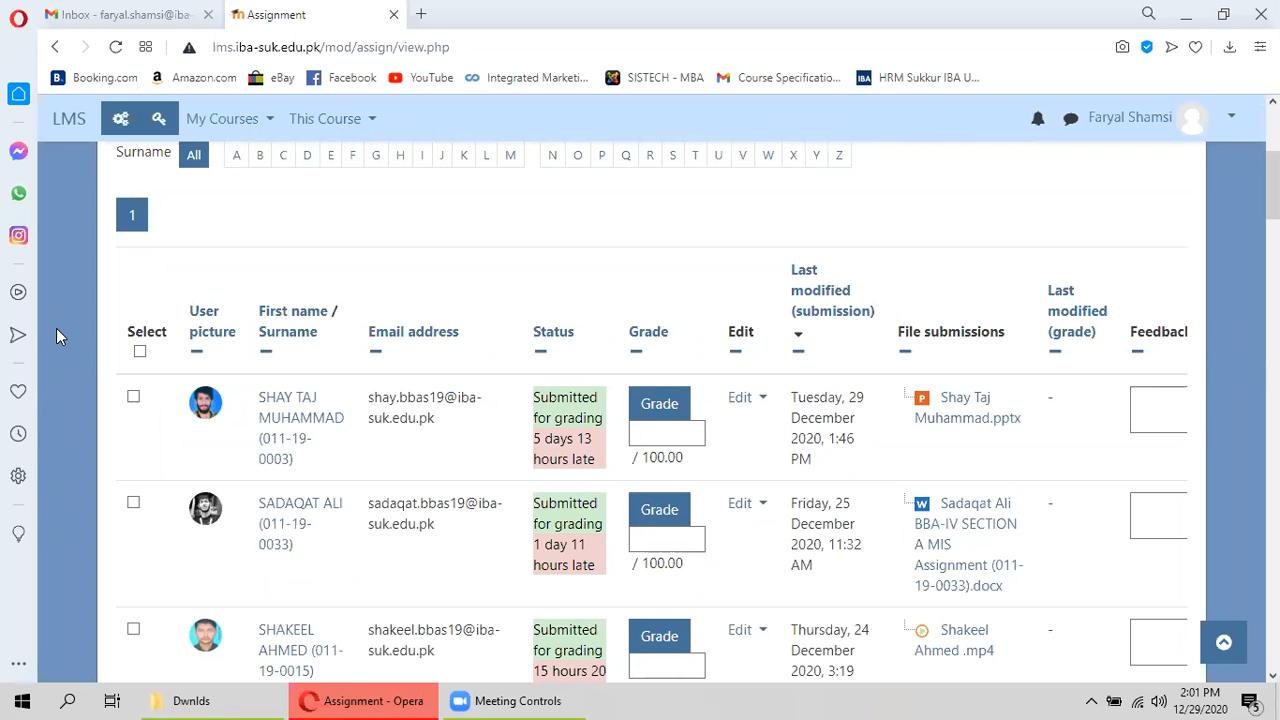 Inbox - faryal.shamsi@iba-
Assignment
lms.iba-suk.edu.pk/mod/assign/view.php
Booking.com
Amazon.com
eBay
Facebook
YouTube
Integrated Marketi...
SISTECH - MBA
Course Specificatio...
HRM Sukkur IBA U...
LMS
My Courses
This Course
Faryal Shamsi
Surname
All
A B C D E F G H I J K L M
N O P Q R S T U V W X Y Z
1
Select
User
picture
First name /
Surname
Email address
Status
Grade
Edit
Last
modified
(submission)
File submissions
Last
modified
(grade)
Feedback
SHAY TAJ
MUHAMMAD
(011-19-
0003)
shay.bbas19@iba-
suk.edu.pk
Submitted
for grading
5 days 13
hours late
Grade
/ 100.00
Edit
Tuesday, 29
December
2020, 1:46
PM
Shay Taj
Muhammad.pptx
-
SADAQAT ALI
(011-19-
0033)
sadaqat.bbas19@iba-
suk.edu.pk
Submitted
for grading
1 day 11
hours late
Grade
/ 100.00
Edit
Friday, 25
December
2020, 11:32
AM
Sadaqat Ali
BBA-IV SECTION
A MIS
Assignment (011-
19-0033).docx
-
SHAKEEL
AHMED (011-
19-0015)
shakeel.bbas19@iba-
suk.edu.pk
Submitted
for grading
15 hours 20
Grade
Edit
Thursday, 24
December
2020, 3:19
Shakeel
Ahmed .mp4
-
Dwnlds
Assignment - Opera
Meeting Controls
2:01 PM
12/29/2020
5